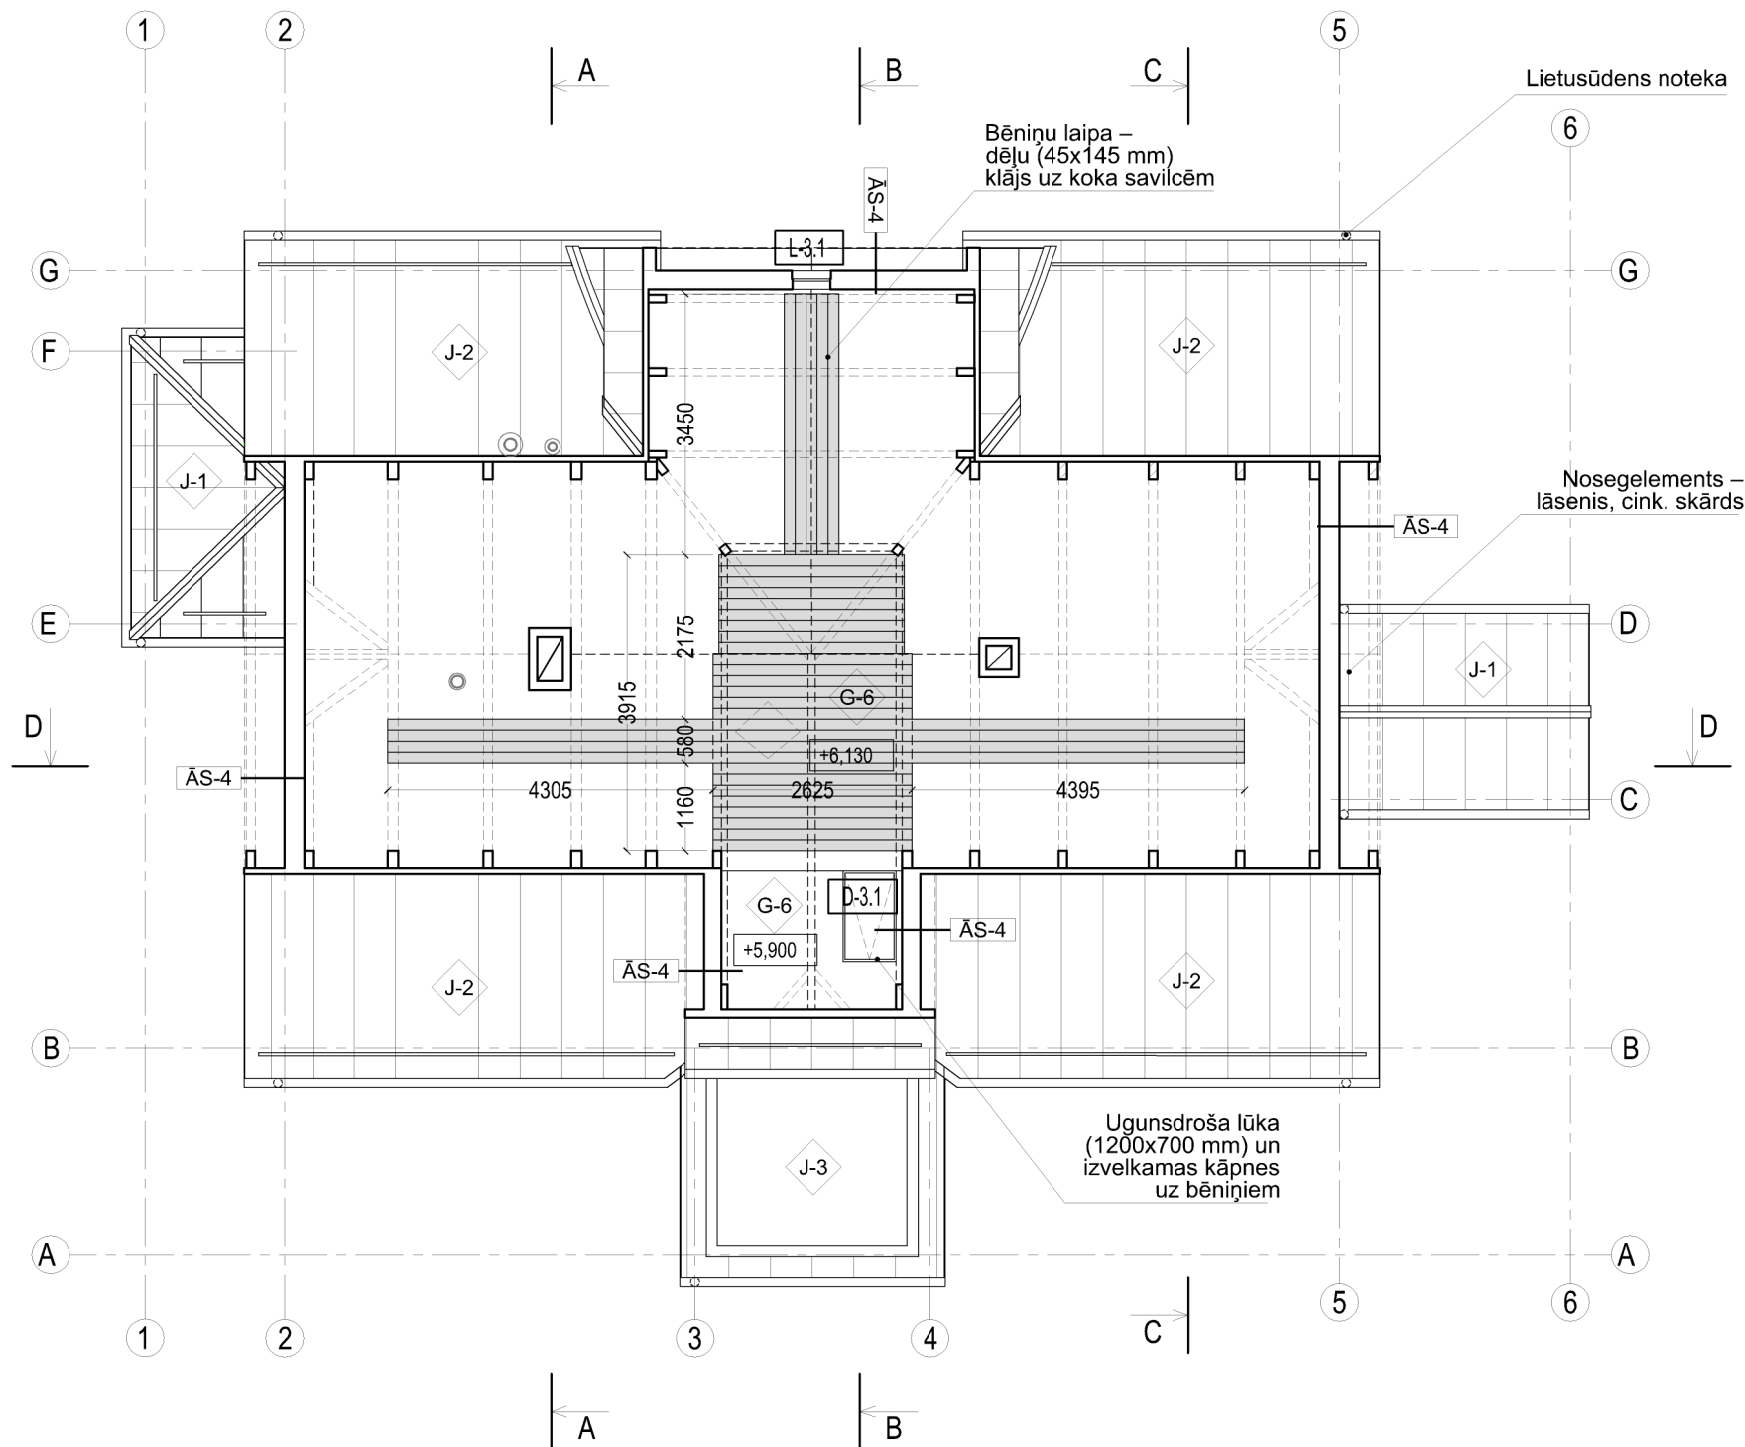 1
2
5
A
B
C
Lietusūdens noteka
6
Bēniņu laipa –
dēļu (45x145 mm)
klājs uz koka savilcēm
ĀS-4
L-3.1
G
G
F
J-2
J-2
3450
J-1
Nosegelements –
lāsenis, cink. skārds
ĀS-4
E
D
2175
J-1
G-6
3915
D
D
580
+6,130
ĀS-4
4305
2625
4395
C
1160
D-3.1
G-6
ĀS-4
+5,900
ĀS-4
J-2
J-2
B
B
Ugunsdroša lūka
(1200x700 mm) un
izvelkamas kāpnes
uz bēniņiem
J-3
A
A
1
2
3
4
5
6
C
A
B